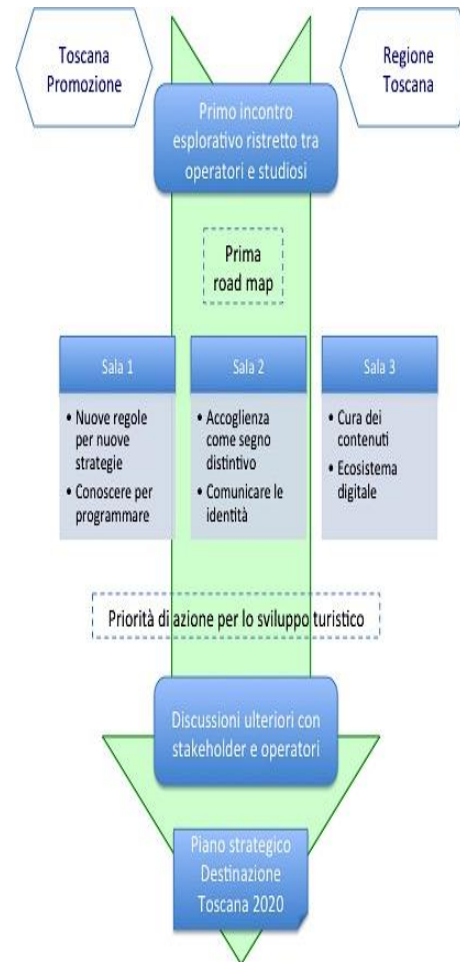 Toscana
Promozione
Regione
Toscana
Primo incontro
esplorativo ristretto tra
operatori e studiosi
Prima
road map
Sala 1
• Nuove regole
per nuove
strategie
• Conoscere per
programmare
Sala 2
• Accoglienza
come segno
distintivo
• Comunicare le
identità
Sala 3
• Cura dei
contenuti
• Ecosistema
digitale
Priorità di azione per lo sviluppo turistico
Discussioni ulteriori con
stakeholder e operatori
Piano strategico
Destinazione
Toscana 2020